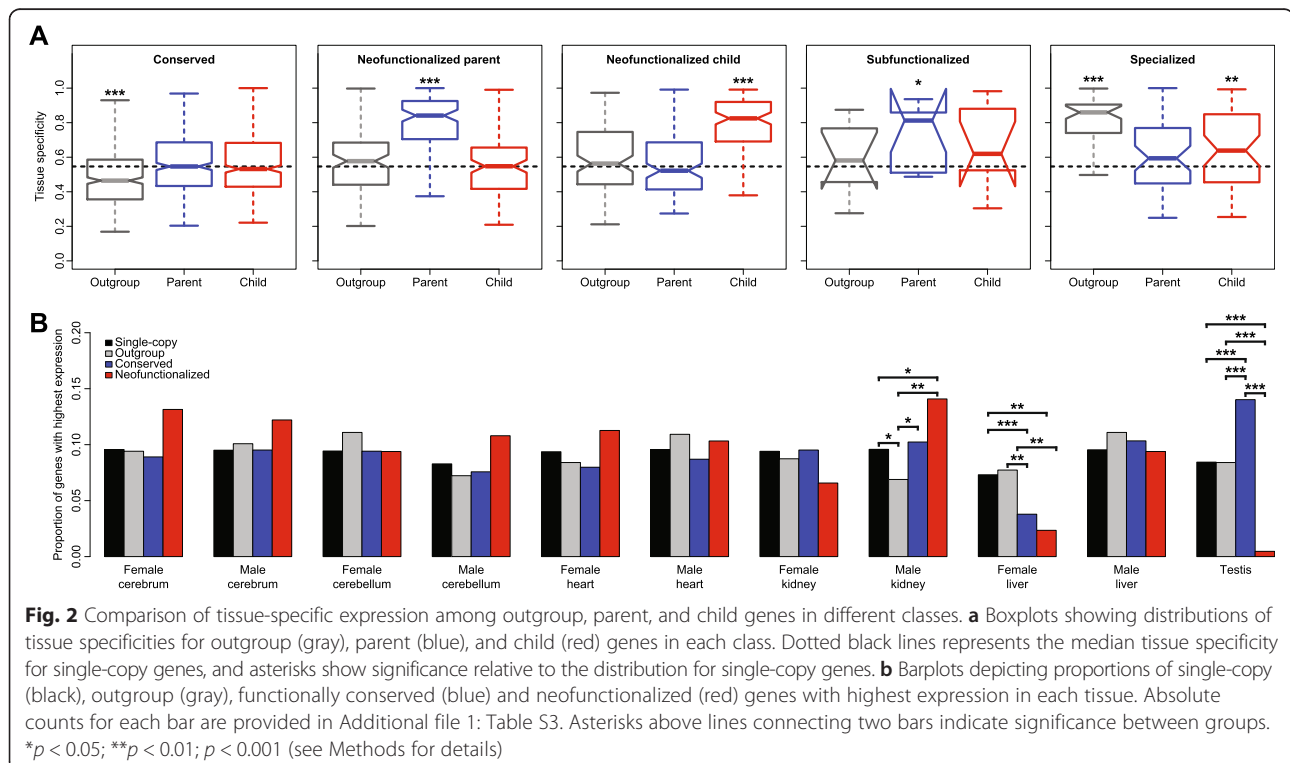 A
Conserved
Neofunctionalized parent
Neofunctionalized child
Subfunctionalized
Specialized
***
***
***
*
***
**
Tissue specificity
1.0
0.8
0.6
0.4
0.2
0.0
Outgroup Parent Child
Outgroup Parent Child
Outgroup Parent Child
Outgroup Parent Child
Outgroup Parent Child
B
Proportion of genes with highest expression
0.20
0.15
0.10
0.05
0.00
Single-copy
Outgroup
Conserved
Neofunctionalized
*
**
*
*
**
***
**
**
***
***
***
***
***
Female cerebrum
Male cerebrum
Female cerebellum
Male cerebellum
Female heart
Male heart
Female kidney
Male kidney
Female liver
Male liver
Testis
Fig. 2 Comparison of tissue-specific expression among outgroup, parent, and child genes in different classes. a Boxplots showing distributions of
tissue specificities for outgroup (gray), parent (blue), and child (red) genes in each class. Dotted black lines represents the median tissue specificity
for single-copy genes, and asterisks show significance relative to the distribution for single-copy genes. b Barplots depicting proportions of single-copy
(black), outgroup (gray), functionally conserved (blue) and neofunctionalized (red) genes with highest expression in each tissue. Absolute
counts for each bar are provided in Additional file 1: Table S3. Asterisks above lines connecting two bars indicate significance between groups.
*p < 0.05; **p < 0.01; p < 0.001 (see Methods for details)